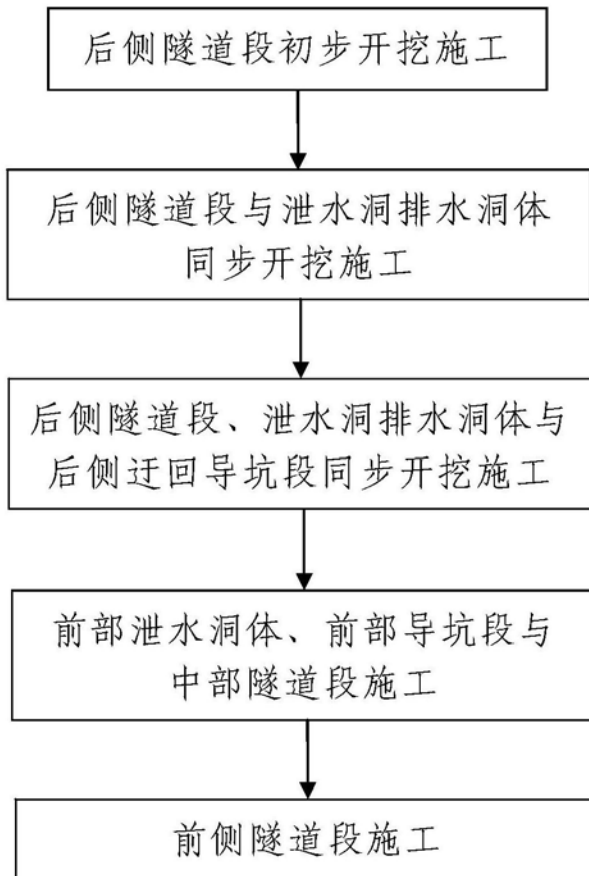 后侧隧道段初步开挖施工
后侧隧道段与泄水洞排水洞体
同步开挖施工
后侧隧道段、泄水洞排水洞体与
后侧迂回导坑段同步开挖施工
前部泄水洞体、前部导坑段与
中部隧道段施工
前侧隧道段施工